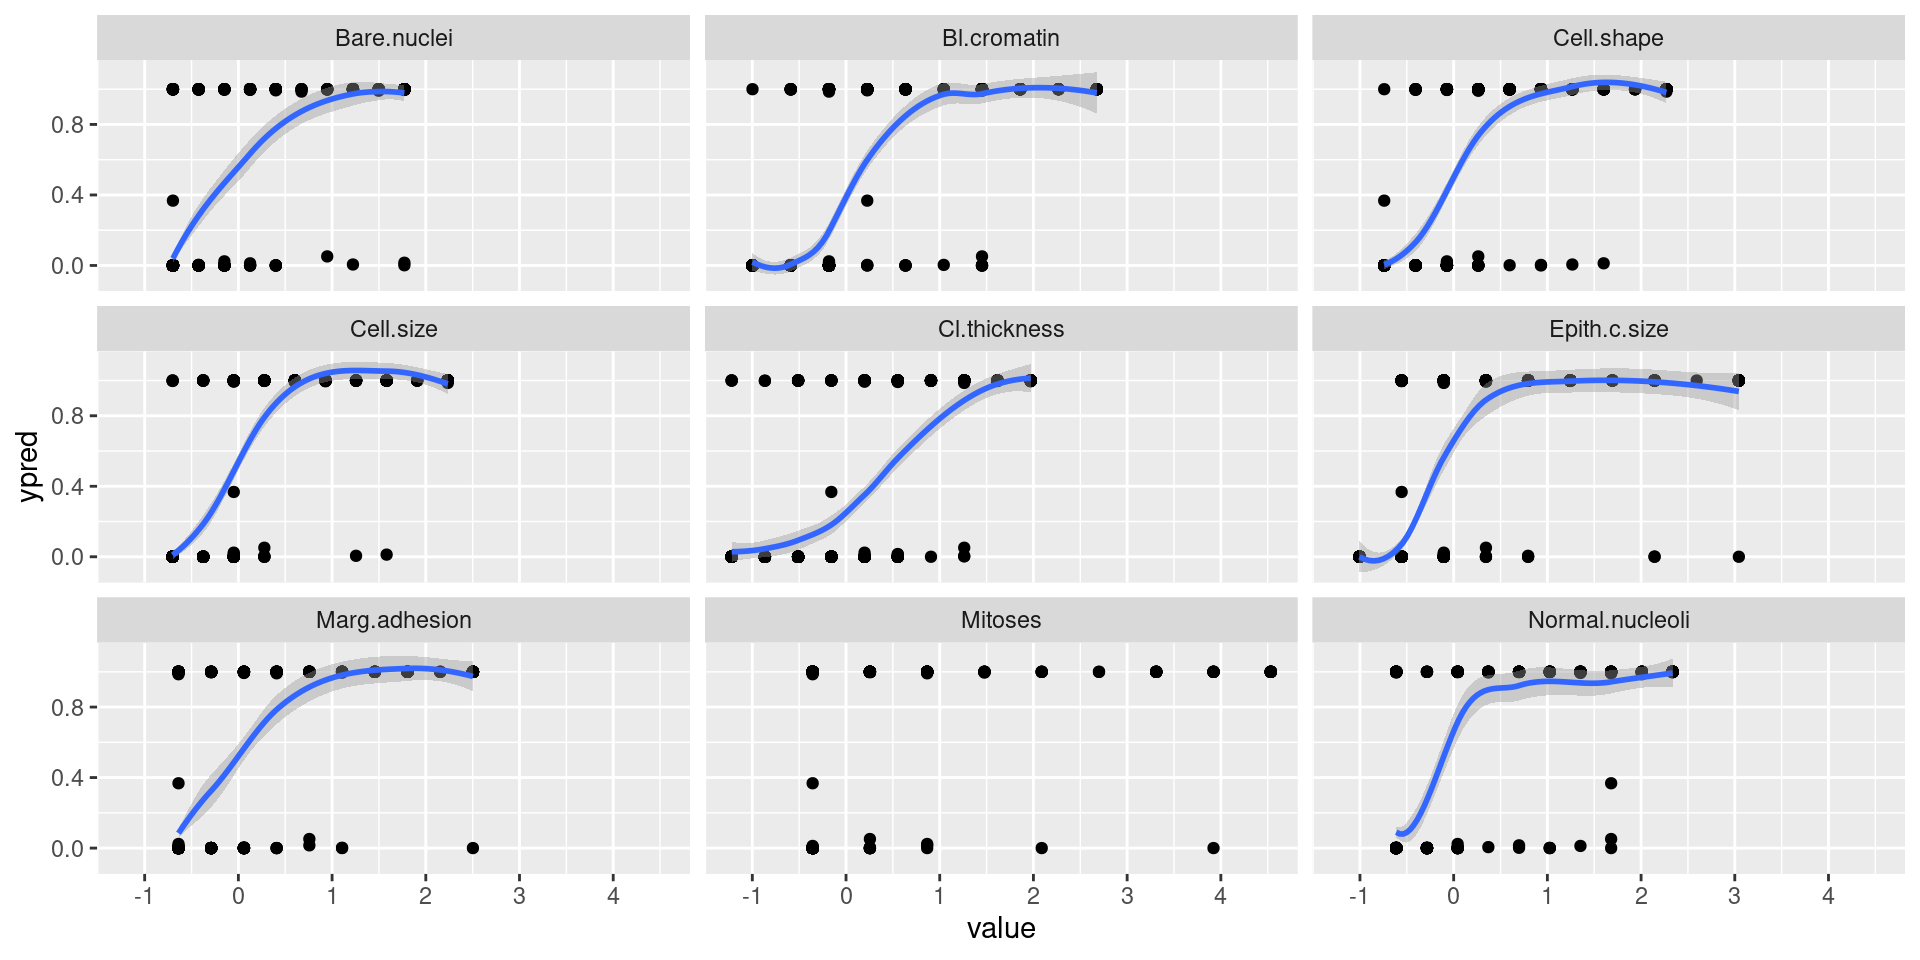 Bare.nuclei Bl.cromatin Cell.shape
0.8
0.4
0.0
Cell.size Cl.thickness Epith.c.size
0.8
0.4
0.0
ypred
Marg.adhesion Mitoses Normal.nucleoli
0.8
0.4
0.0
-1 0 1 2 3 4 -1 0 1 2 3 4 -1 0 1 2 3 4
value